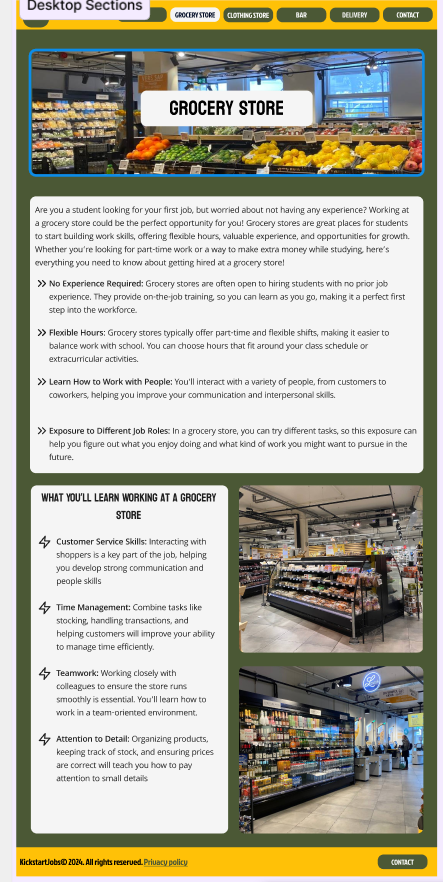 Desktop Sections
GROCERY STORE
CLOTHING STORE
BAR
DELIVERY
CONTACT
GROCERY STORE
Are you a student looking for your first job, but worried about not having any experience? Working at
a grocery store could be the perfect opportunity for you! Grocery stores are great places for students
to start building work skills, offering flexible hours, valuable experience, and opportunities for growth.
Whether you're looking for part-time work or a way to make extra money while studying, here's
everything you need to know about getting hired at a grocery store!
No Experience Required: Grocery stores are often open to hiring students with no prior job
experience. They provide on-the-job training, so you can learn as you go, making it a perfect first
step into the workforce.
Flexible Hours: Grocery stores typically offer part-time and flexible shifts, making it easier to
balance work with school. You can choose hours that fit around your class schedule or
extracurricular activities.
Learn How to Work with People: You'll interact with a variety of people, from customers to
coworkers, helping you improve your communication and interpersonal skills.
Exposure to Different Job Roles: In a grocery store, you can try different tasks, so this exposure can
help you figure out what you enjoy doing and what kind of work you might want to pursue in the
future.
WHAT YOU'LL LEARN WORKING AT A GROCERY
STORE
Customer Service Skills: Interacting with
shoppers is a key part of the job, helping
you develop strong communication and
people skills
Time Management: Combine tasks like
stocking, handling transactions, and
helping customers will improve your ability
to manage time efficiently.
Teamwork: Working closely with
colleagues to ensure the store runs
smoothly is essential. You'll learn how to
work in a team-oriented environment.
Attention to Detail: Organizing products,
keeping track of stock, and ensuring prices
are correct will teach you how to pay
attention to small details
KickstartJobs© 2024. All rights reserved. Privacy policy
CONTACT